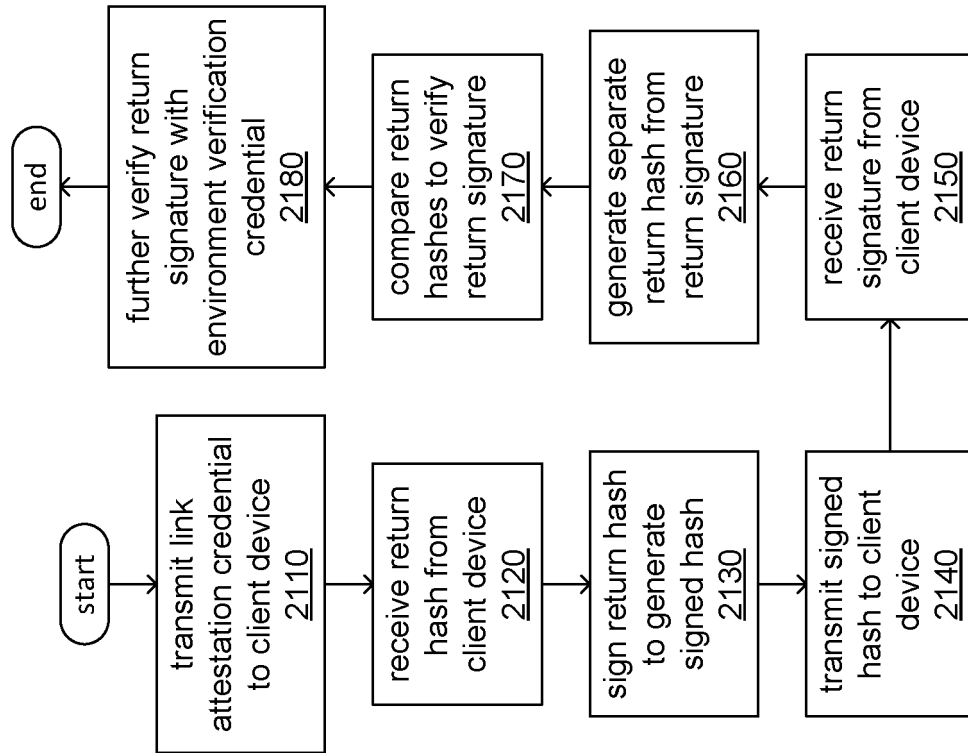 start
transmit link
attestation credential
to client device
2110
receive return
hash from
client device
2120
sign return hash
to generate
signed hash
2130
transmit signed
hash to client
device
2140
receive return
signature from
client device
2150
generate separate
return hash from
return signature
2160
compare return
hashes to verify
return signature
2170
further verify return
signature with
environment verification
credential
2180
end